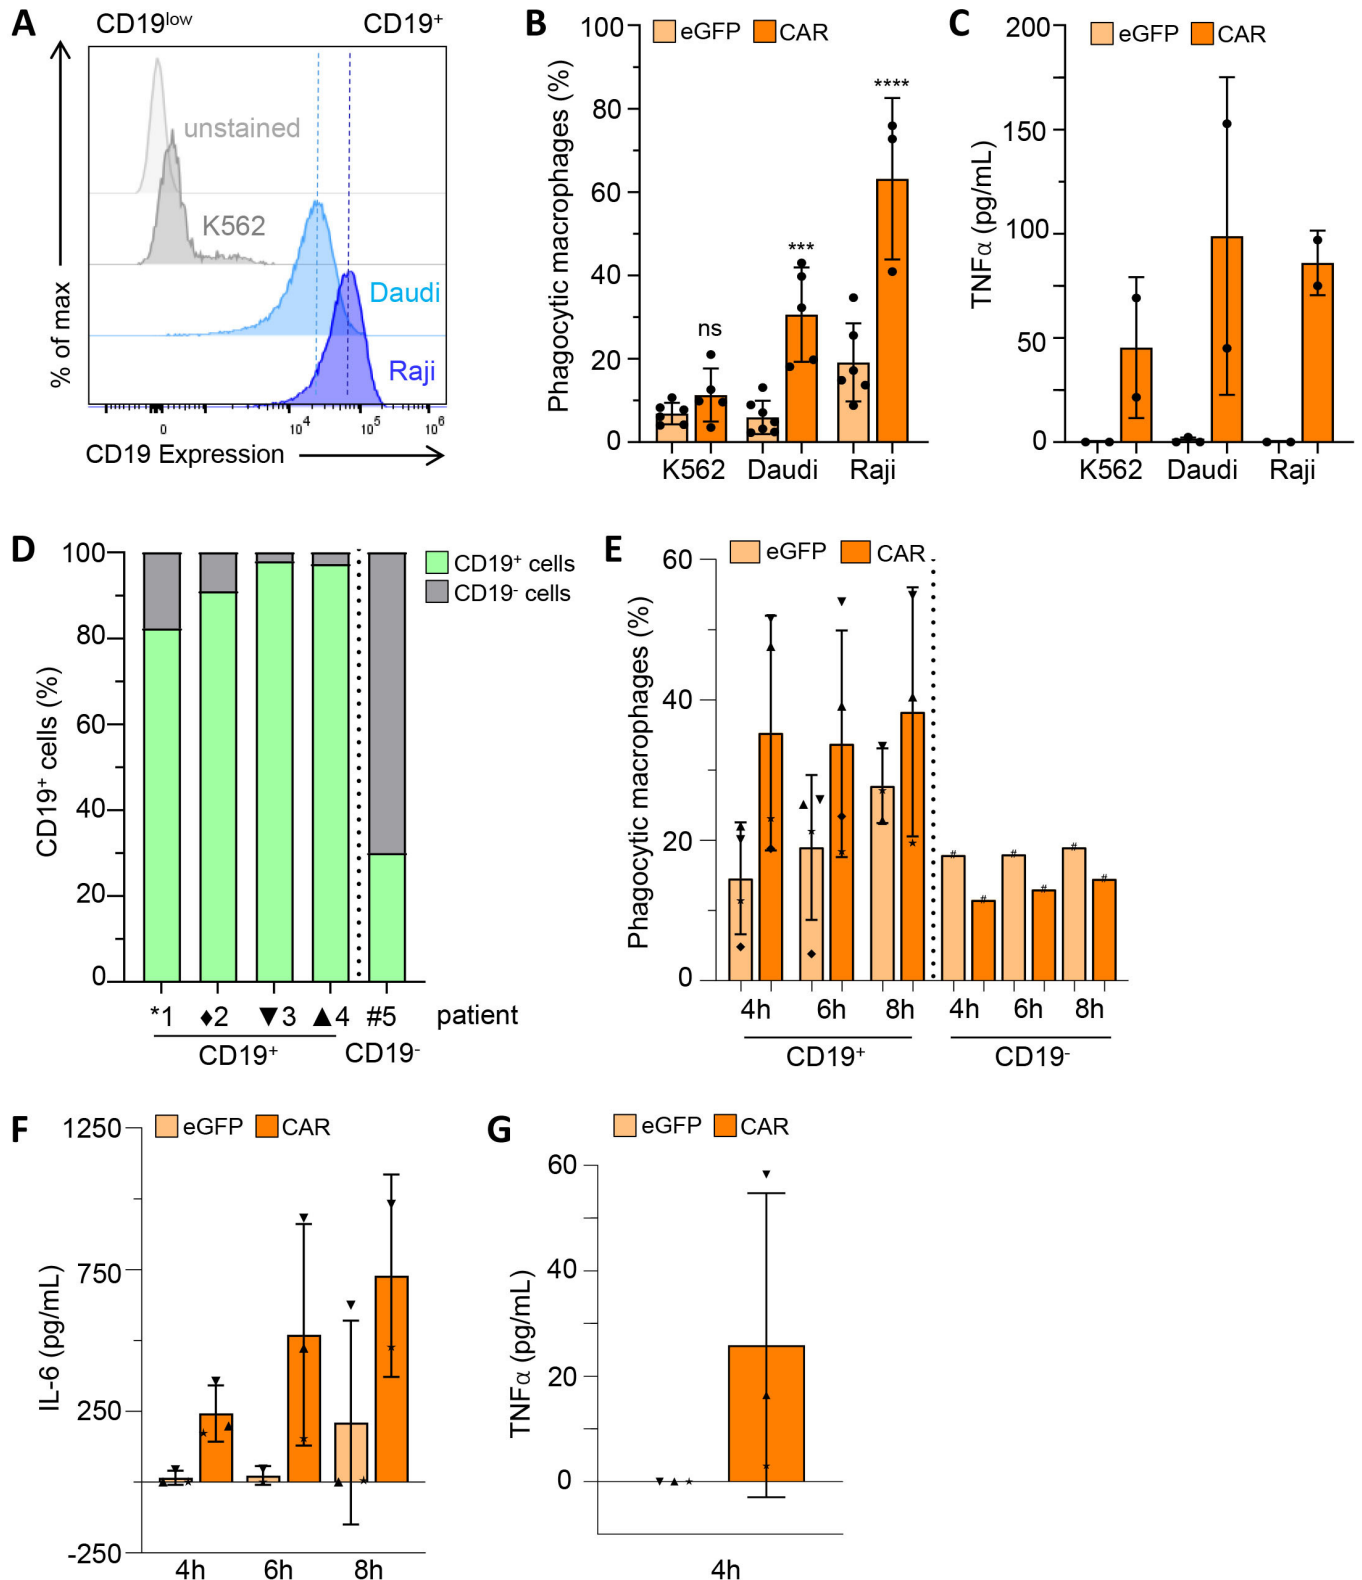 A
CD19low CD19+
unstained
K562
Daudi
Raji
% of max
0 10^4 10^5 10^6
CD19 Expression
B
eGFP CAR
Phagocytic macrophages (%)
100
80
60
40
20
0
ns
***
****
K562 Daudi Raji
C
eGFP CAR
TNFα (pg/mL)
200
150
100
50
0
K562 Daudi Raji
D
CD19+ cells
CD19- cells
CD19+ cells (%)
100
80
60
40
20
0
*1 ♦2 ▼3 ▲4 #5 patient
CD19+ CD19-
E
eGFP CAR
Phagocytic macrophages (%)
60
40
20
0
# # # # # #
4h 6h 8h 4h 6h 8h
CD19+ CD19-
F
eGFP CAR
IL-6 (pg/mL)
1250
750
250
-250
4h 6h 8h
G
eGFP CAR
TNFα (pg/mL)
60
40
20
0
4h